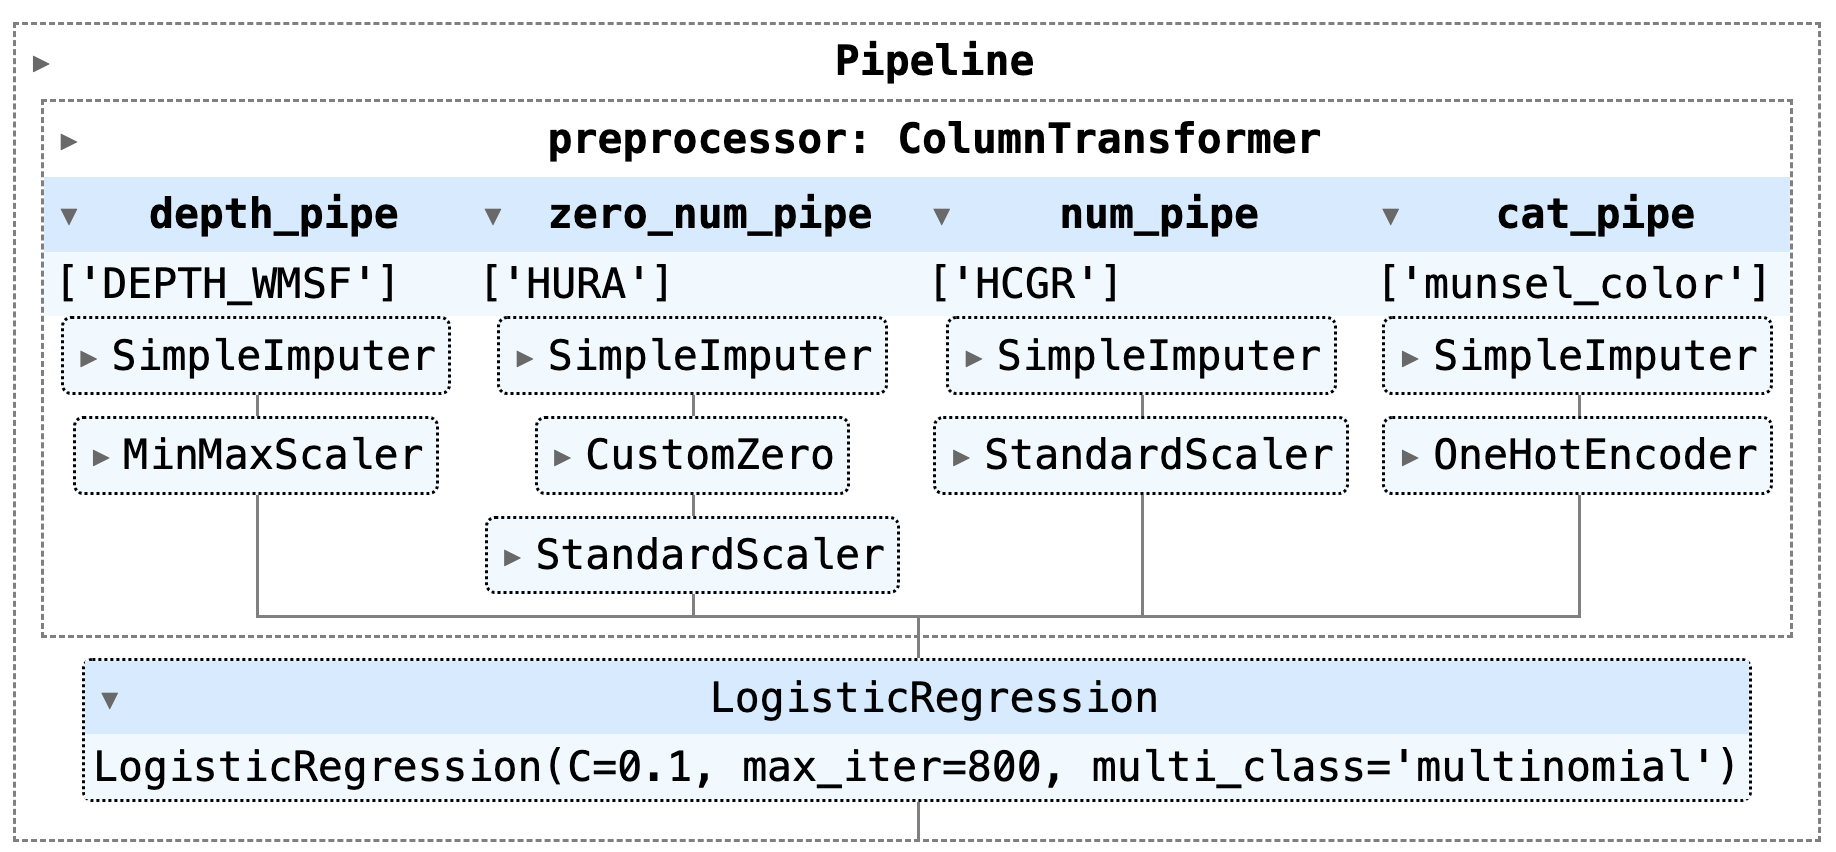 Pipeline
preprocessor: ColumnTransformer
depth_pipe zero_num_pipe num_pipe cat_pipe
['DEPTH_WMSF'] ['HURA'] ['HCGR'] ['munsel_color']
SimpleImputer SimpleImputer SimpleImputer SimpleImputer
MinMaxScaler CustomZero StandardScaler OneHotEncoder
StandardScaler
LogisticRegression
LogisticRegression(C=0.1, max_iter=800, multi_class='multinomial')